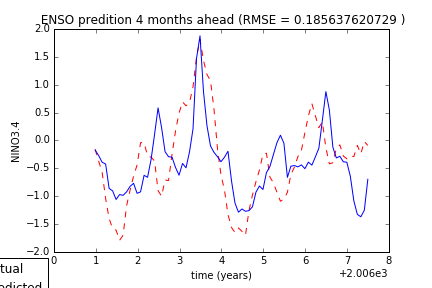 ENSO predition 4 months ahead (RMSE = 0.185637620729 )
2.0
1.5
1.0
0.5
0.0
−0.5
−1.0
−1.5
−2.0
NINO3.4
0 1 2 3 4 5 6 7 8
time (years)
+2.006e3
tual
edicted